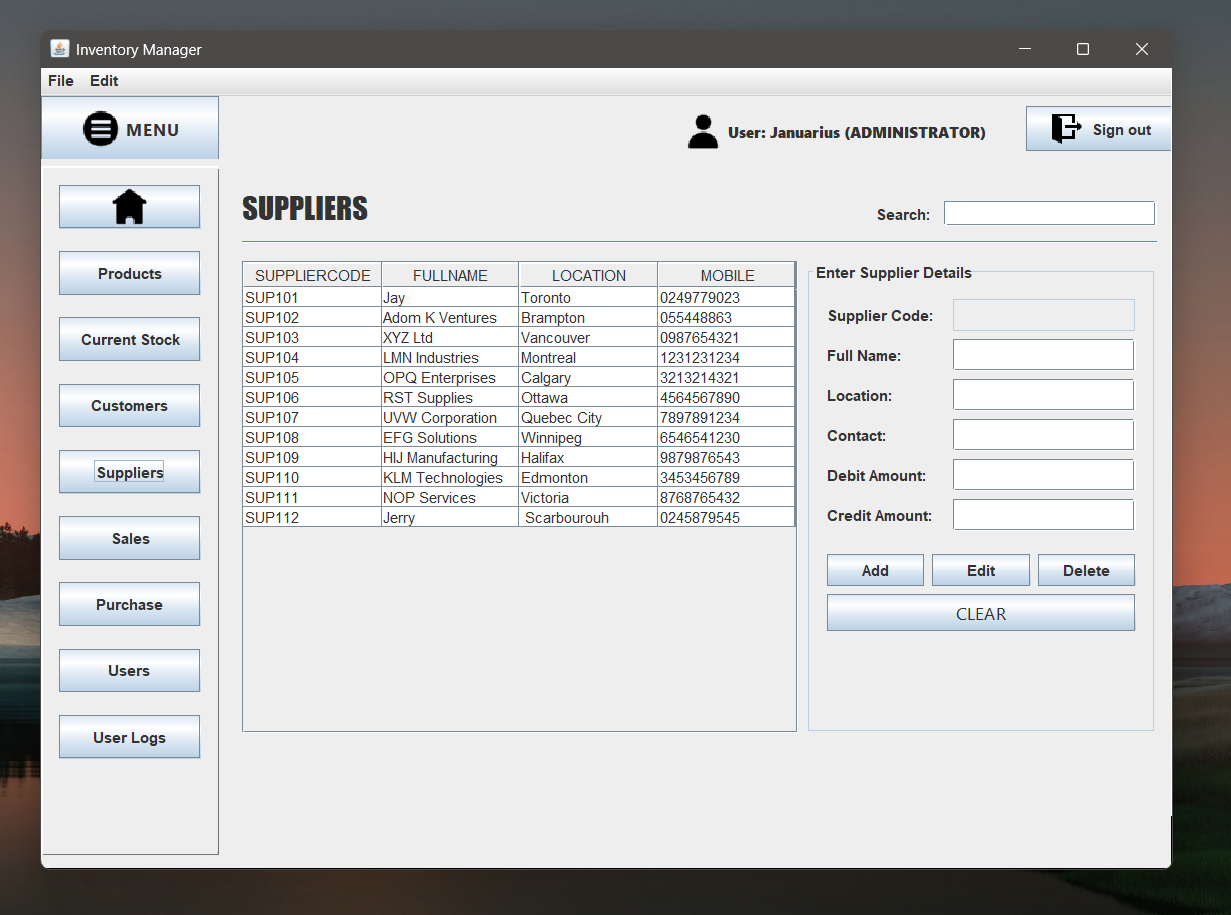 Inventory Manager
File Edit
MENU
User: Januarius (ADMINISTRATOR)
Sign out
Products
Current Stock
Customers
Suppliers
Sales
Purchase
Users
User Logs
SUPPLIERS
Search:
SUPPLIERCODE FULLNAME LOCATION MOBILE
SUP101 Jay Toronto 0249779023
SUP102 Adom K Ventures Brampton 055448863
SUP103 XYZ Ltd Vancouver 0987654321
SUP104 LMN Industries Montreal 1231231234
SUP105 OPQ Enterprises Calgary 3213214321
SUP106 RST Supplies Ottawa 4564567890
SUP107 UVW Corporation Quebec City 7897891234
SUP108 EFG Solutions Winnipeg 6546541230
SUP109 HIJ Manufacturing Halifax 9879876543
SUP110 KLM Technologies Edmonton 3453456789
SUP111 NOP Services Victoria 8768765432
SUP112 Jerry Scarbourouh 0245879545
Enter Supplier Details
Supplier Code:
Full Name:
Location:
Contact:
Debit Amount:
Credit Amount:
Add Edit Delete
CLEAR